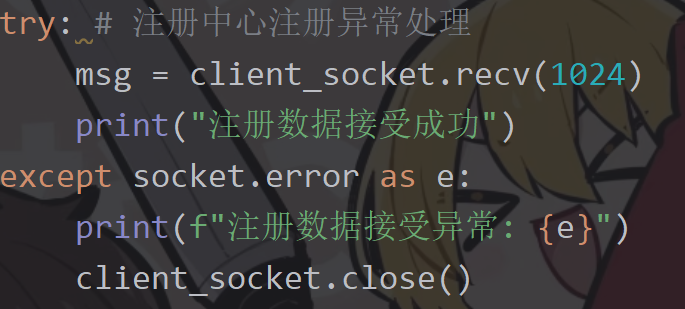 try: # 注册中心注册异常处理
msg = client_socket.recv(1024)
print("注册数据接受成功")
except socket.error as e:
print(f"注册数据接受异常: {e}")
client_socket.close()